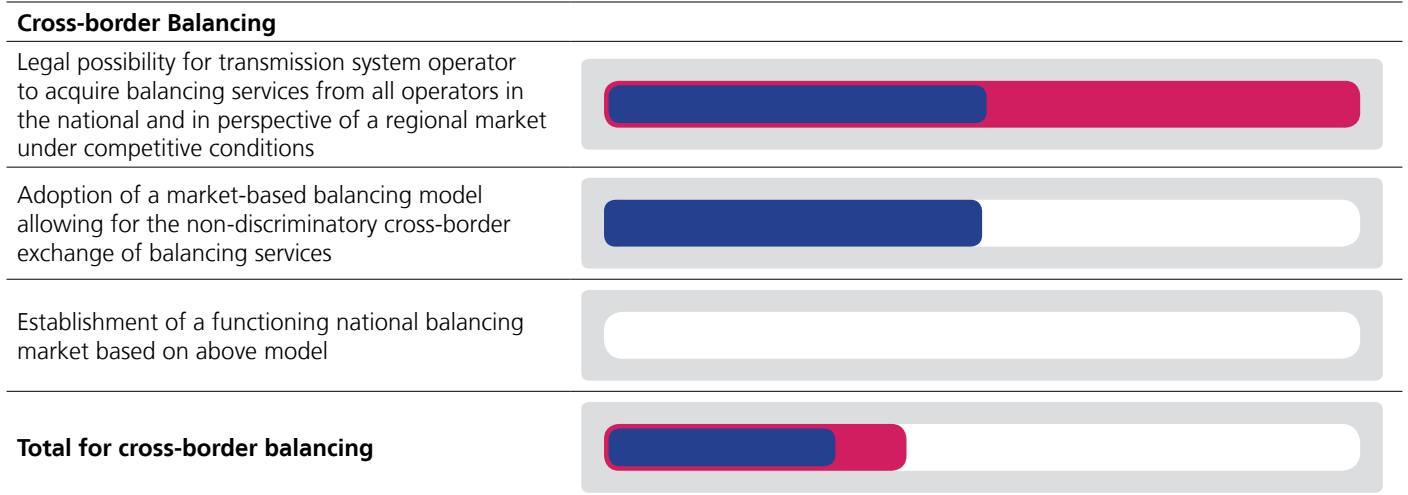 Cross-border Balancing
Legal possibility for transmission system operator
to acquire balancing services from all operators in
the national and in perspective of a regional market
under competitive conditions
Adoption of a market-based balancing model
allowing for the non-discriminatory cross-border
exchange of balancing services
Establishment of a functioning national balancing
market based on above model
Total for cross-border balancing